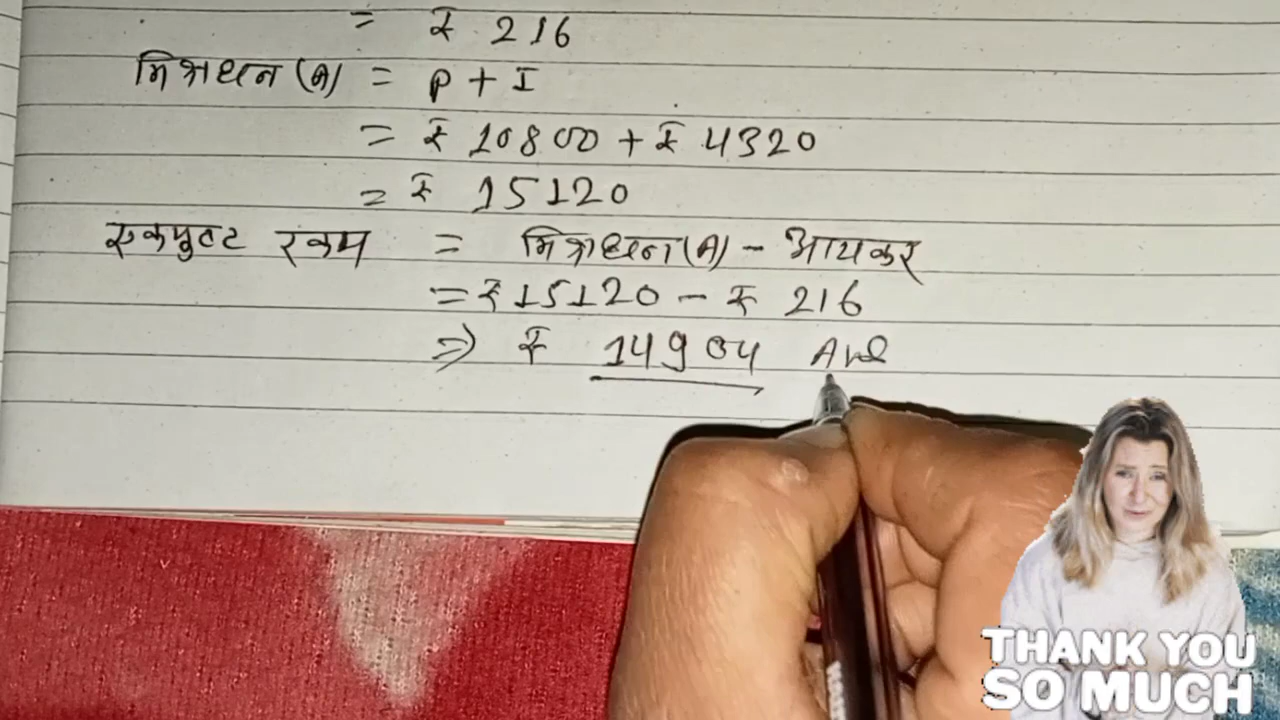 = ₹ 216
मिश्रधन (A) = P + I
= ₹ 10800 + ₹ 4320
= ₹ 15120
एकमुश्ट रकम = मिश्रधन (A) - आयकर
= ₹ 15120 - ₹ 216
⇒ ₹ 14904 Ans
THANK YOU
SO MUCH